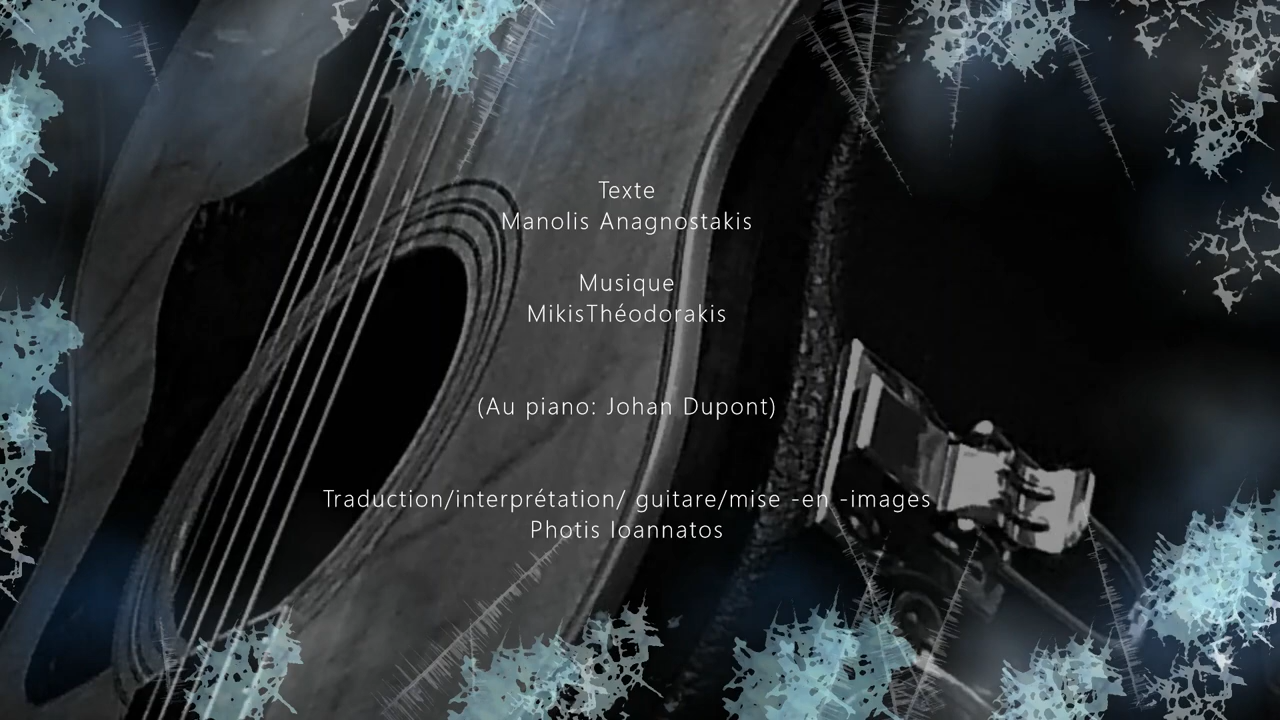 Texte
Manolis Anagnostakis
Musique
MikisThéodorakis
(Au piano: Johan Dupont)
Traduction/interprétation/ guitare/mise -en -images
Photis Ioannatos